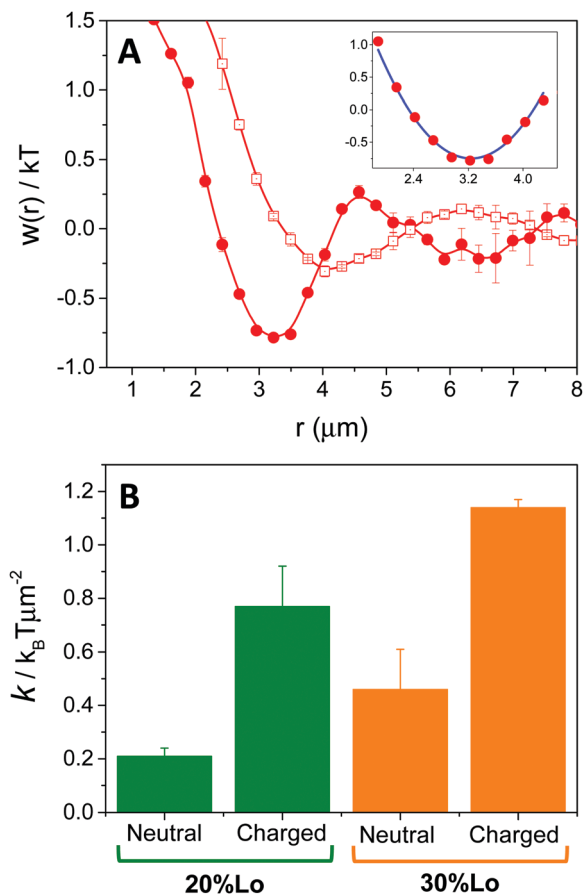 A
w(r) / kT
1.5
1.0
0.5
0.0
-0.5
-1.0
1 2 3 4 5 6 7 8
r (μm)
1.0
0.5
0.0
-0.5
2.4 3.2 4.0
B
k / k_BTμm⁻²
1.2
1.0
0.8
0.6
0.4
0.2
0.0
Neutral Charged Neutral Charged
20%Lo 30%Lo